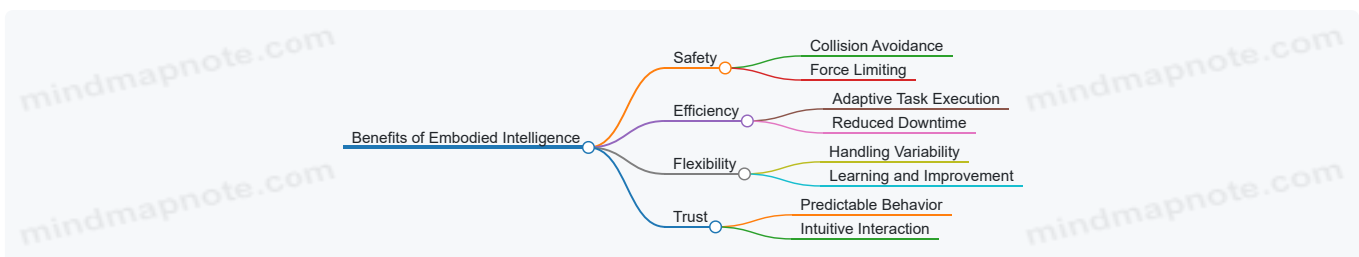 mindmapnote.com
mindmapnote.com
Benefits of Embodied Intelligence
Safety
Collision Avoidance
Force Limiting
Efficiency
Adaptive Task Execution
Reduced Downtime
Flexibility
Handling Variability
Learning and Improvement
Trust
Predictable Behavior
Intuitive Interaction
mindmapnote.com
mindmapnote.com